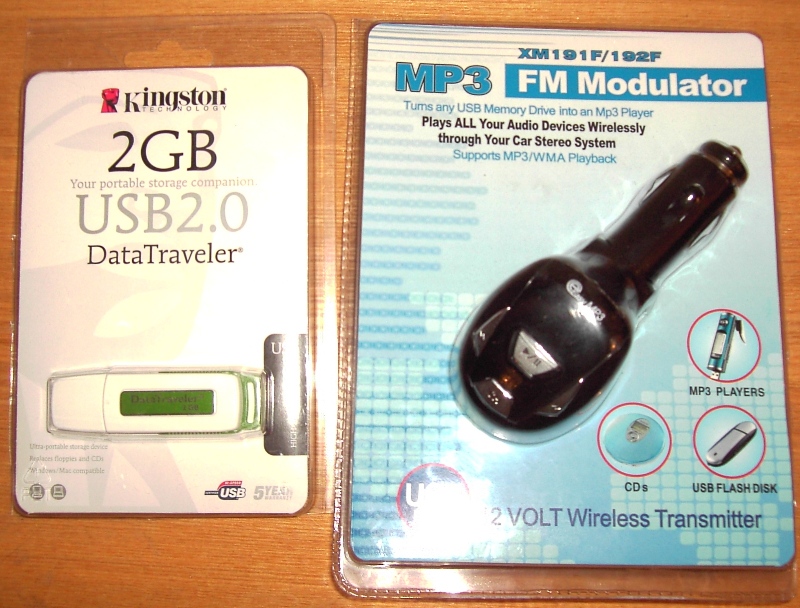 Kingston
TECHNOLOGY
2GB
Your portable storage companion.
USB2.0
DataTraveler®
DataTraveler
Ultra-portable storage device
Replaces floppies and CDs
Windows/Mac compatible
USB
5 YEAR
WARRANTY
XM191F/192F
MP3 FM Modulator
Turns any USB Memory Drive into an Mp3 Player
Plays ALL Your Audio Devices Wirelessly
through Your Car Stereo System
Supports MP3/WMA Playback
MP3 PLAYERS
CDs
USB FLASH DISK
2 VOLT Wireless Transmitter